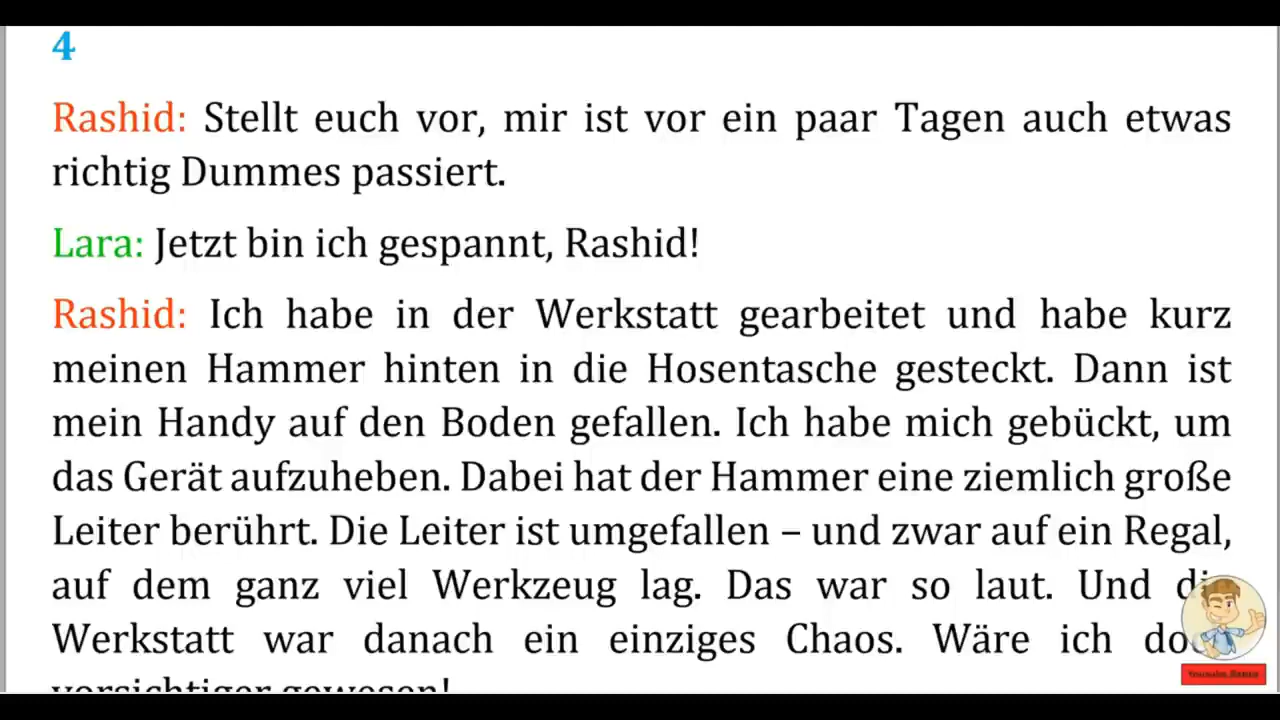 4
Rashid: Stellt euch vor, mir ist vor ein paar Tagen auch etwas
richtig Dummes passiert.
Lara: Jetzt bin ich gespannt, Rashid!
Rashid: Ich habe in der Werkstatt gearbeitet und habe kurz
meinen Hammer hinten in die Hosentasche gesteckt. Dann ist
mein Handy auf den Boden gefallen. Ich habe mich gebückt, um
das Gerät aufzuheben. Dabei hat der Hammer eine ziemlich große
Leiter berührt. Die Leiter ist umgefallen – und zwar auf ein Regal,
auf dem ganz viel Werkzeug lag. Das war so laut. Und
Werkstatt war danach ein einziges Chaos. Wäre ich
vorsichtiger gewesen!